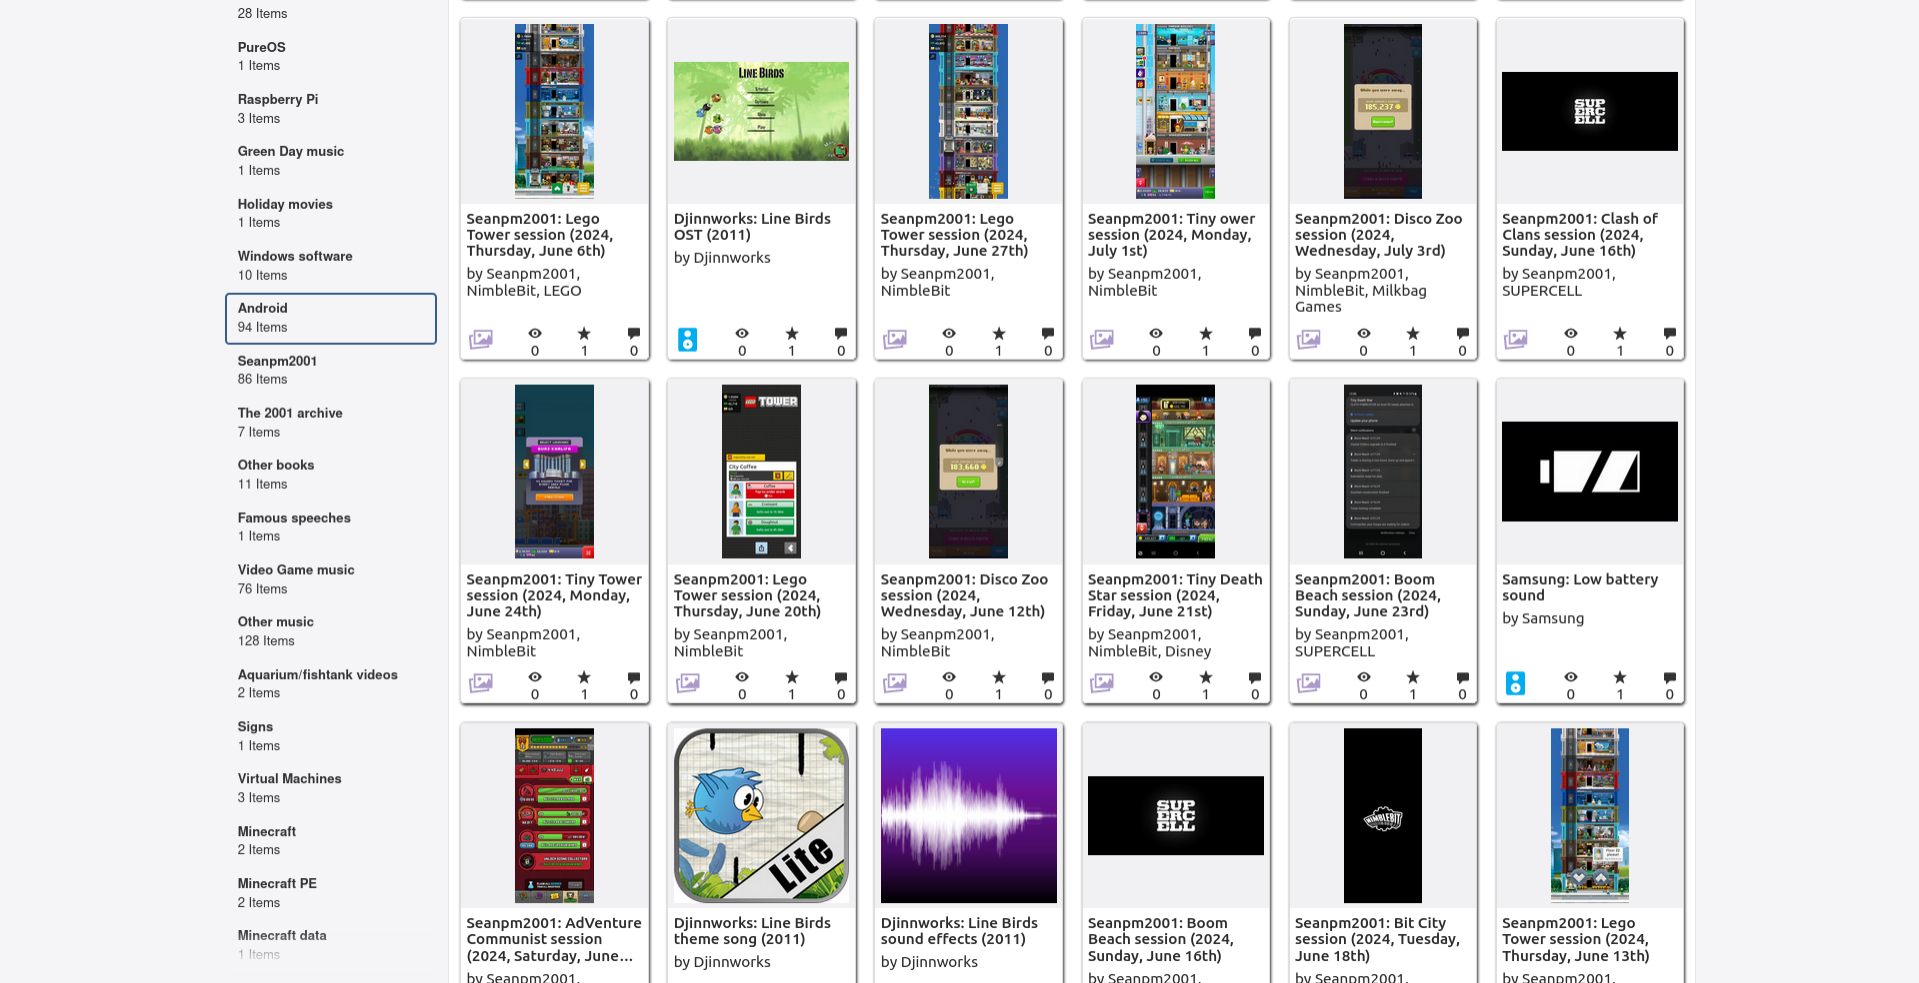 28 Items
PureOS
1 Items
Raspberry Pi
3 Items
Green Day music
1 Items
Holiday movies
1 Items
Windows software
10 Items
Android
94 Items
Seanpm2001
86 Items
The 2001 archive
7 Items
Other books
11 Items
Famous speeches
1 Items
Video Game music
76 Items
Other music
128 Items
Aquarium/fishtank videos
2 Items
Signs
1 Items
Virtual Machines
3 Items
Minecraft
2 Items
Minecraft PE
2 Items
Minecraft data
1 Items
Seanpm2001: Lego
Tower session (2024,
Thursday, June 6th)
by Seanpm2001,
NimbleBit, LEGO
0 1 0
LINE BIRDS
Djinnworks: Line Birds
OST (2011)
by Djinnworks
0 1 0
Seanpm2001: Lego
Tower session (2024,
Thursday, June 27th)
by Seanpm2001,
NimbleBit
0 1 0
Seanpm2001: Tiny ower
session (2024, Monday,
July 1st)
by Seanpm2001,
NimbleBit
0 1 0
While you were away...
185,237
Seanpm2001: Disco Zoo
session (2024,
Wednesday, July 3rd)
by Seanpm2001,
NimbleBit, Milkbag
Games
0 1 0
SUP
ERC
ELL
Seanpm2001: Clash of
Clans session (2024,
Sunday, June 16th)
by Seanpm2001,
SUPERCELL
0 1 0
Seanpm2001: Tiny Tower
session (2024, Monday,
June 24th)
by Seanpm2001,
NimbleBit
0 1 0
LEGO TOWER
City Coffee
Coffee
Croissant
Doughnut
Seanpm2001: Lego
Tower session (2024,
Thursday, June 20th)
by Seanpm2001,
NimbleBit
0 1 0
While you were away...
183,660
Seanpm2001: Disco Zoo
session (2024,
Wednesday, June 12th)
by Seanpm2001,
NimbleBit
0 1 0
Seanpm2001: Tiny Death
Star session (2024,
Friday, June 21st)
by Seanpm2001,
NimbleBit, Disney
0 1 0
Seanpm2001: Boom
Beach session (2024,
Sunday, June 23rd)
by Seanpm2001,
SUPERCELL
0 1 0
Samsung: Low battery
sound
by Samsung
0 1 0
Seanpm2001: AdVenture
Communist session
(2024, Saturday, June...
by Seanpm2001,
Lite
Djinnworks: Line Birds
theme song (2011)
by Djinnworks
Djinnworks: Line Birds
sound effects (2011)
by Djinnworks
SUP
ERC
ELL
Seanpm2001: Boom
Beach session (2024,
Sunday, June 16th)
by Seanpm2001,
NIMBLEBIT
Seanpm2001: Bit City
session (2024, Tuesday,
June 18th)
by Seanpm2001,
Seanpm2001: Lego
Tower session (2024,
Thursday, June 13th)
by Seanpm2001,